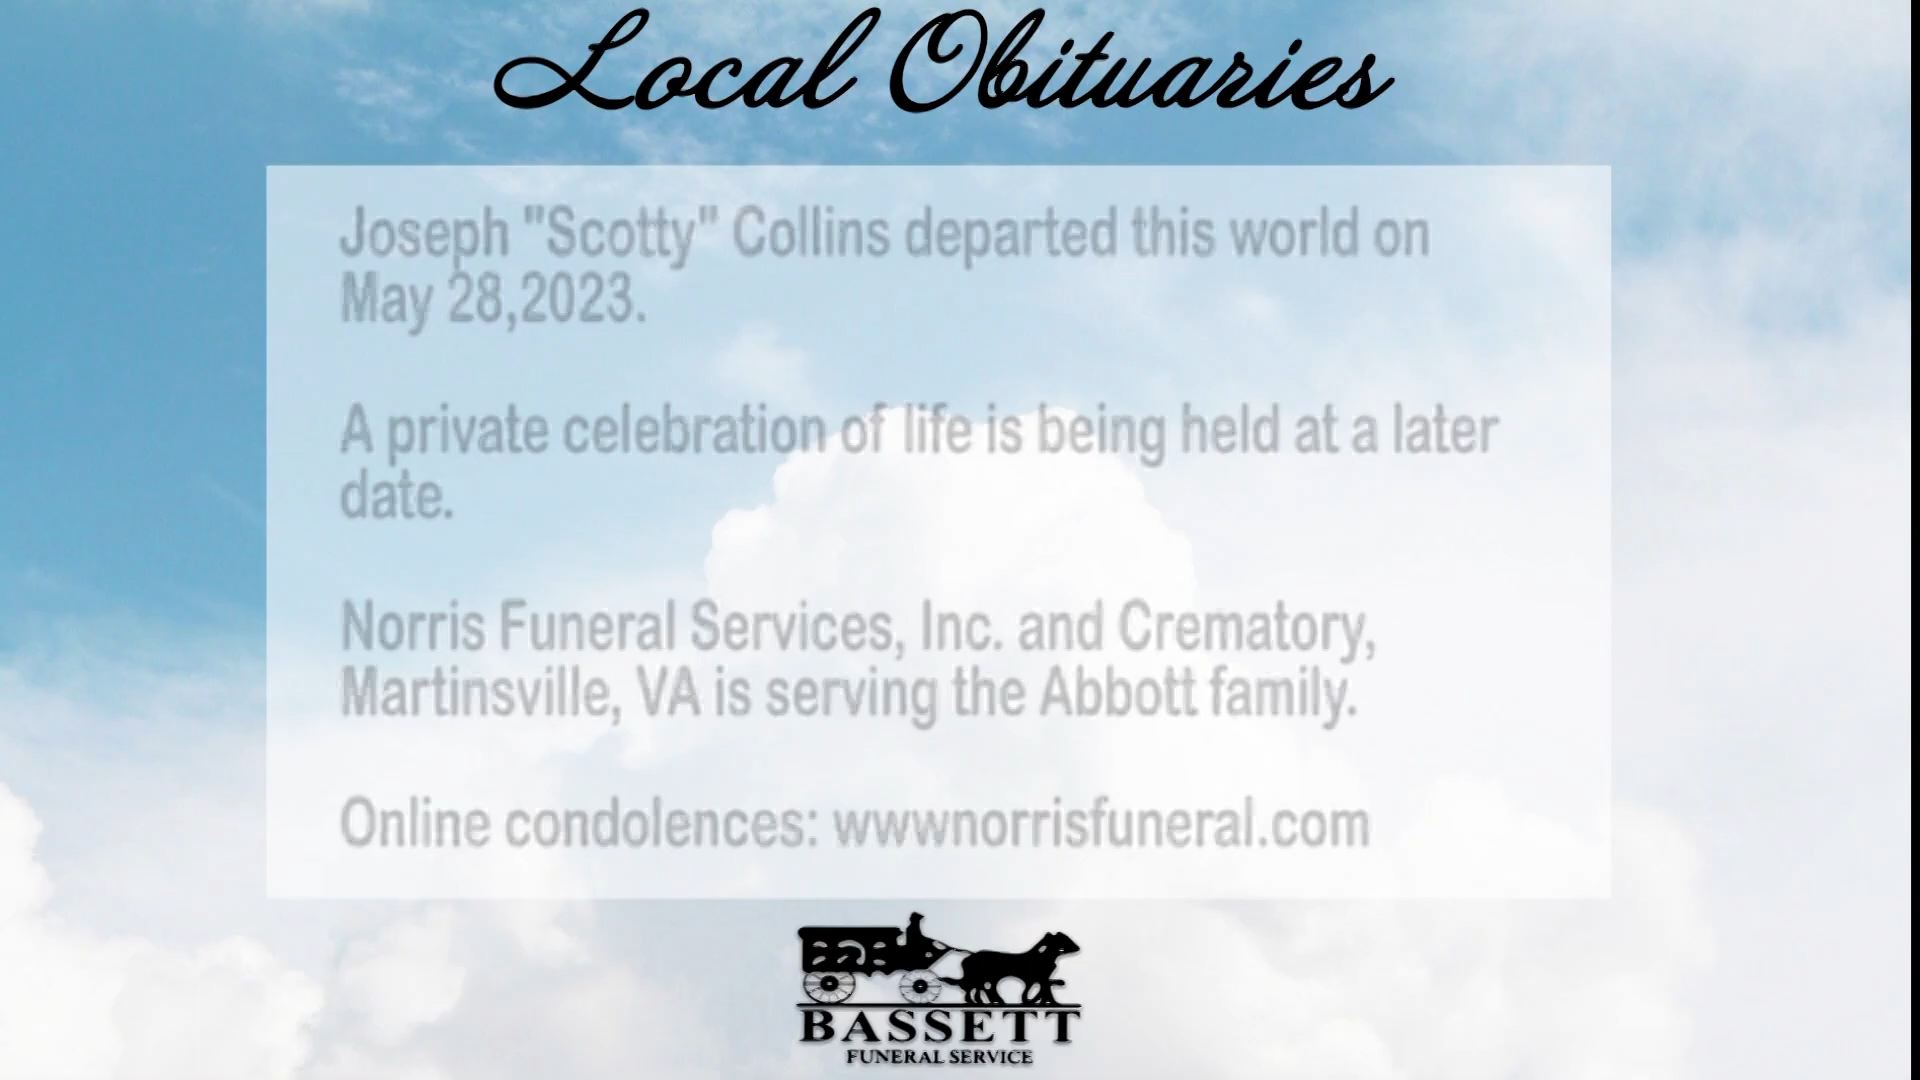 Local Obituaries
Joseph "Scotty" Collins departed this world on
May 28,2023.
A private celebration of life is being held at a later
date.
Norris Funeral Services, Inc. and Crematory,
Martinsville, VA is serving the Abbott family.
Online condolences: wwwnorrisfuneral.com
BASSETT
FUNERAL SERVICE